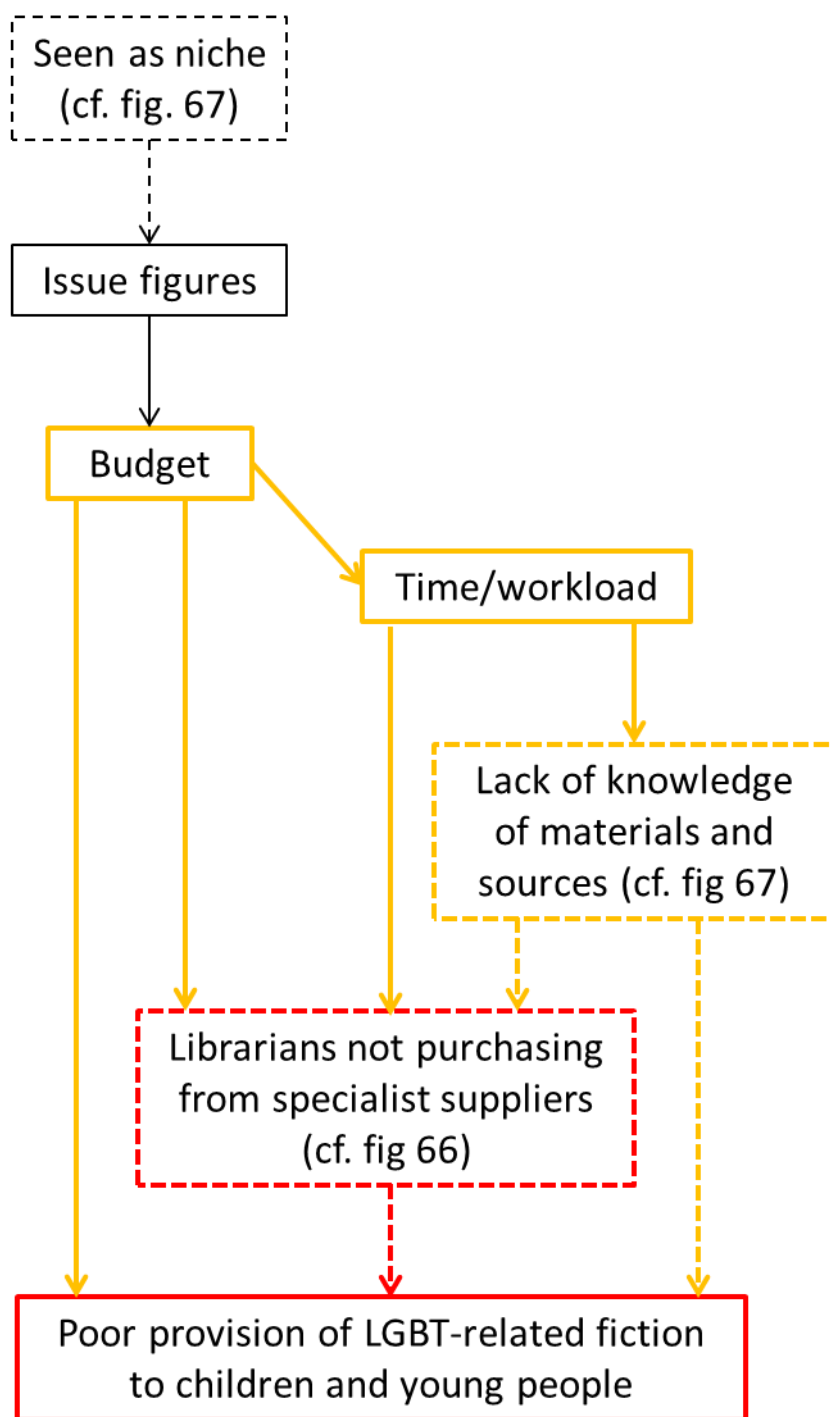 Seen as niche
(cf. fig. 67)
Issue figures
Budget
Time/workload
Lack of knowledge
of materials and
sources (cf. fig 67)
Librarians not purchasing
from specialist suppliers
(cf. fig 66)
Poor provision of LGBT-related fiction
to children and young people